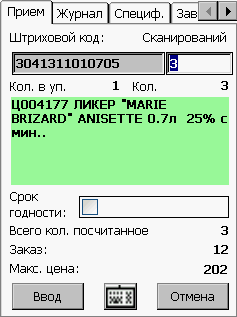 Прием Журнал Специф. Зав
Штриховой код: Сканирований
3041311010705 3
Кол. в уп. 1 Кол. 3
Ц004177 ЛИКЕР "MARIE
BRIZARD" ANISETTE 0.7л 25% с
мин..
Срок
годности:
Всего кол. посчитанное 3
Заказ: 12
Макс. цена: 202
Ввод Отмена